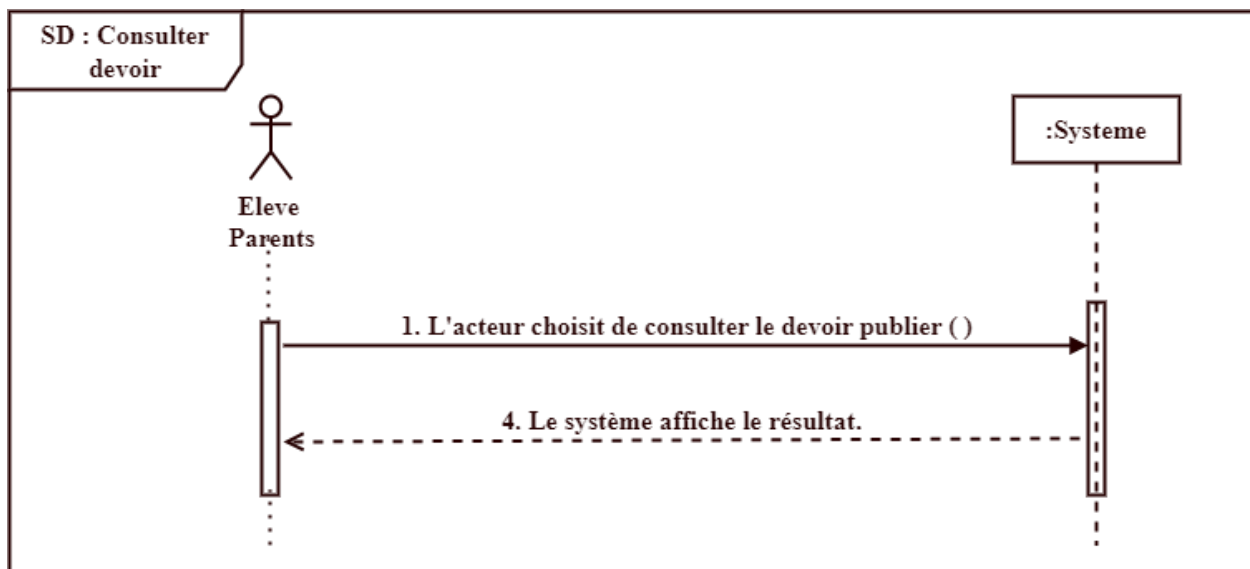 SD : Consulter
devoir
:Systeme
Eleve
Parents
1. L'acteur choisit de consulter le devoir publier ( )
4. Le système affiche le résultat.